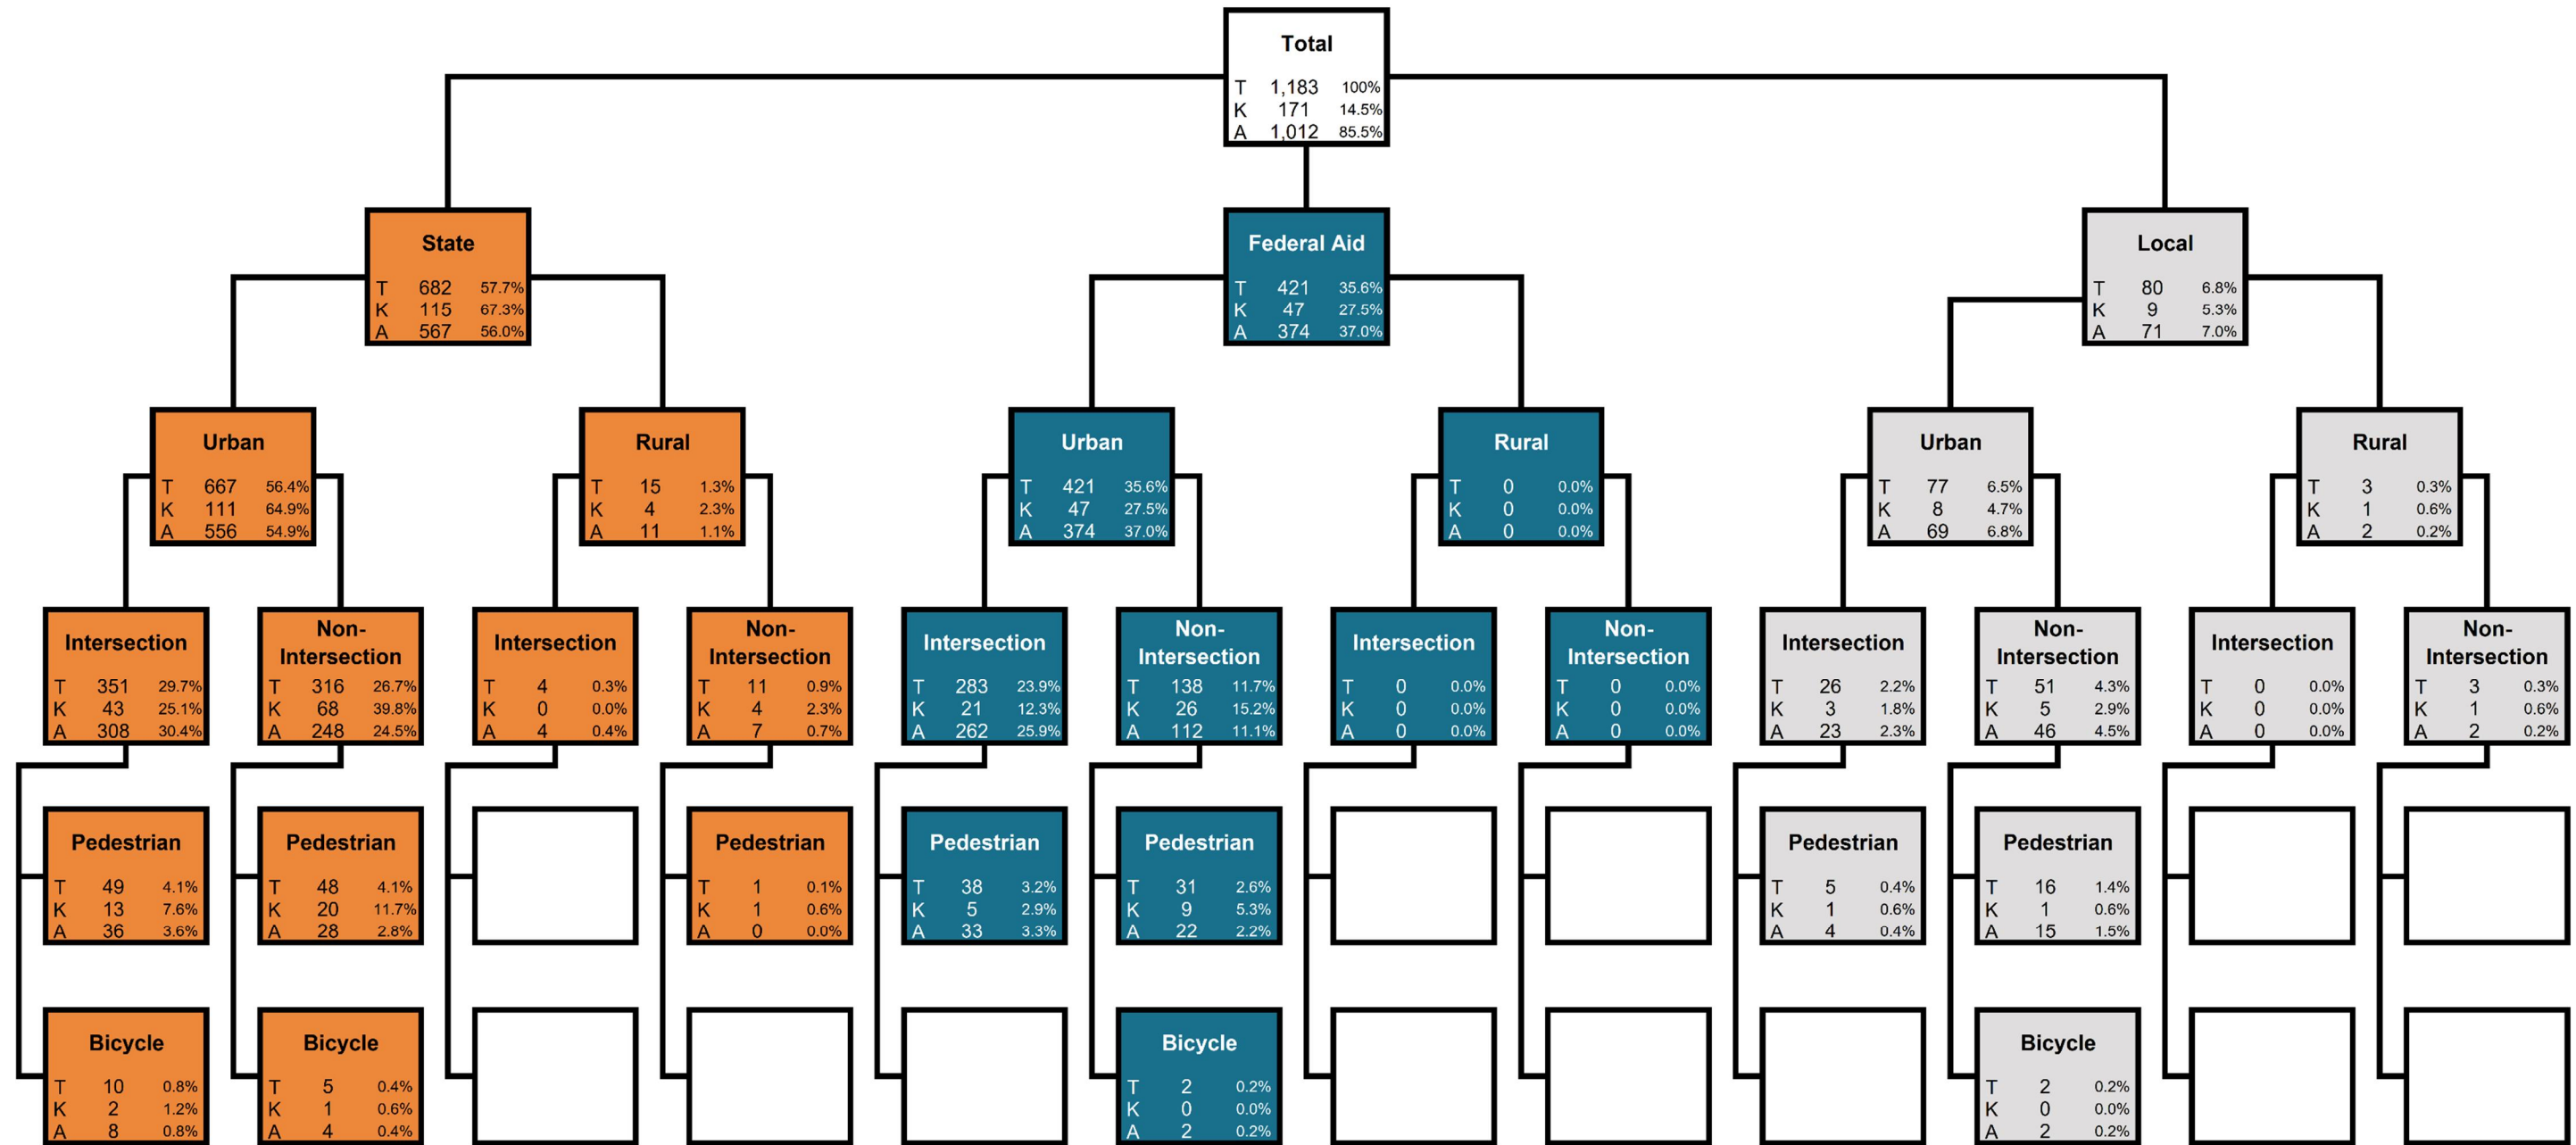 Total
T 1,183 100%
K 171 14.5%
A 1,012 85.5%
State
T 682 57.7%
K 115 67.3%
A 567 56.0%
Federal Aid
T 421 35.6%
K 47 27.5%
A 374 37.0%
Local
T 80 6.8%
K 9 5.3%
A 71 7.0%
Urban
T 667 56.4%
K 111 64.9%
A 556 54.9%
Rural
T 15 1.3%
K 4 2.3%
A 11 1.1%
Urban
T 421 35.6%
K 47 27.5%
A 374 37.0%
Rural
T 0 0.0%
K 0 0.0%
A 0 0.0%
Urban
T 77 6.5%
K 8 4.7%
A 69 6.8%
Rural
T 3 0.3%
K 1 0.6%
A 2 0.2%
Intersection
T 351 29.7%
K 43 25.1%
A 308 30.4%
Non-
Intersection
T 316 26.7%
K 68 39.8%
A 248 24.5%
Intersection
T 4 0.3%
K 0 0.0%
A 4 0.4%
Non-
Intersection
T 11 0.9%
K 4 2.3%
A 7 0.7%
Intersection
T 283 23.9%
K 21 12.3%
A 262 25.9%
Non-
Intersection
T 138 11.7%
K 26 15.2%
A 112 11.1%
Intersection
T 0 0.0%
K 0 0.0%
A 0 0.0%
Non-
Intersection
T 0 0.0%
K 0 0.0%
A 0 0.0%
Intersection
T 26 2.2%
K 3 1.8%
A 23 2.3%
Non-
Intersection
T 51 4.3%
K 5 2.9%
A 46 4.5%
Intersection
T 0 0.0%
K 0 0.0%
A 0 0.0%
Non-
Intersection
T 3 0.3%
K 1 0.6%
A 2 0.2%
Pedestrian
T 49 4.1%
K 13 7.6%
A 36 3.6%
Pedestrian
T 48 4.1%
K 20 11.7%
A 28 2.8%
Pedestrian
T 1 0.1%
K 1 0.6%
A 0 0.0%
Pedestrian
T 38 3.2%
K 5 2.9%
A 33 3.3%
Pedestrian
T 31 2.6%
K 9 5.3%
A 22 2.2%
Pedestrian
T 5 0.4%
K 1 0.6%
A 4 0.4%
Pedestrian
T 16 1.4%
K 1 0.6%
A 15 1.5%
Bicycle
T 10 0.8%
K 2 1.2%
A 8 0.8%
Bicycle
T 5 0.4%
K 1 0.6%
A 4 0.4%
Bicycle
T 2 0.2%
K 0 0.0%
A 2 0.2%
Bicycle
T 2 0.2%
K 0 0.0%
A 2 0.2%